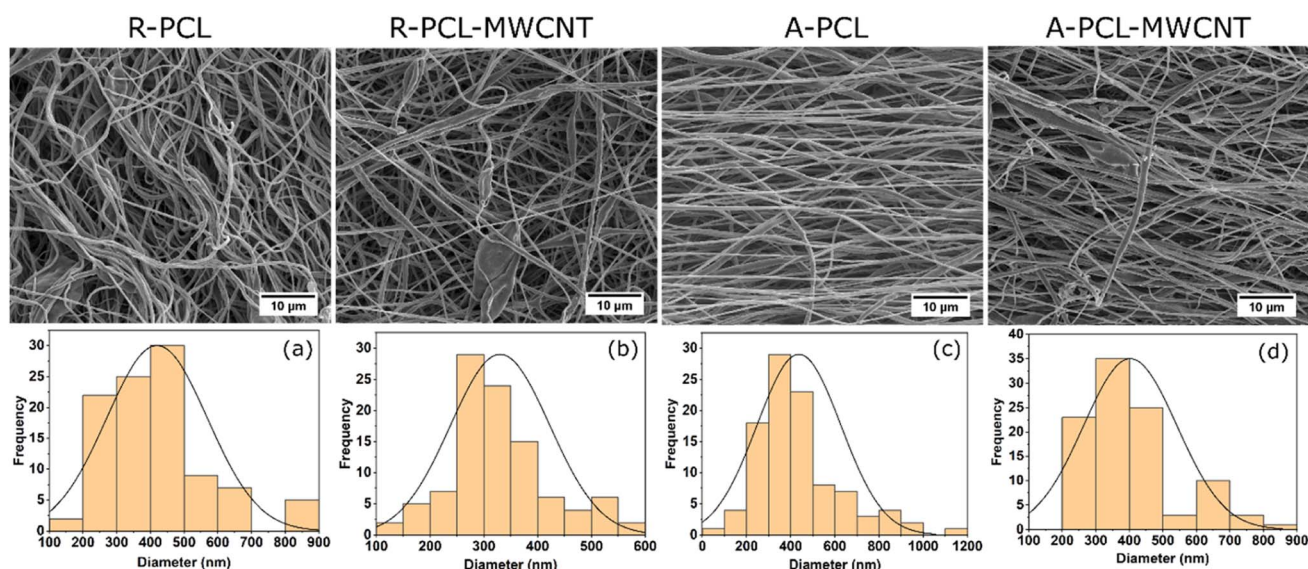 R-PCL
R-PCL-MWCNT
A-PCL
A-PCL-MWCNT
10 µm
10 µm
10 µm
10 µm
(a)
Frequency
30
25
20
15
10
5
0
100 200 300 400 500 600 700 800 900
Diameter (nm)
(b)
Frequency
30
25
20
15
10
5
0
100 200 300 400 500 600
Diameter (nm)
(c)
Frequency
30
25
20
15
10
5
0
0 200 400 600 800 1000 1200
Diameter (nm)
(d)
Frequency
40
35
30
25
20
15
10
5
0
100 200 300 400 500 600 700 800 900
Diameter (nm)